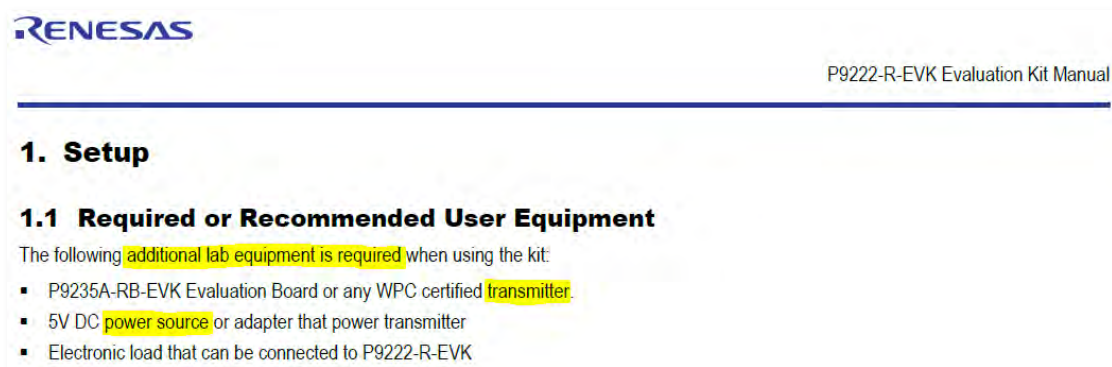 RENESAS
P9222-R-EVK Evaluation Kit Manual
1. Setup
1.1 Required or Recommended User Equipment
The following additional lab equipment is required when using the kit:
▪ P9235A-RB-EVK Evaluation Board or any WPC certified transmitter.
▪ 5V DC power source or adapter that power transmitter
▪ Electronic load that can be connected to P9222-R-EVK